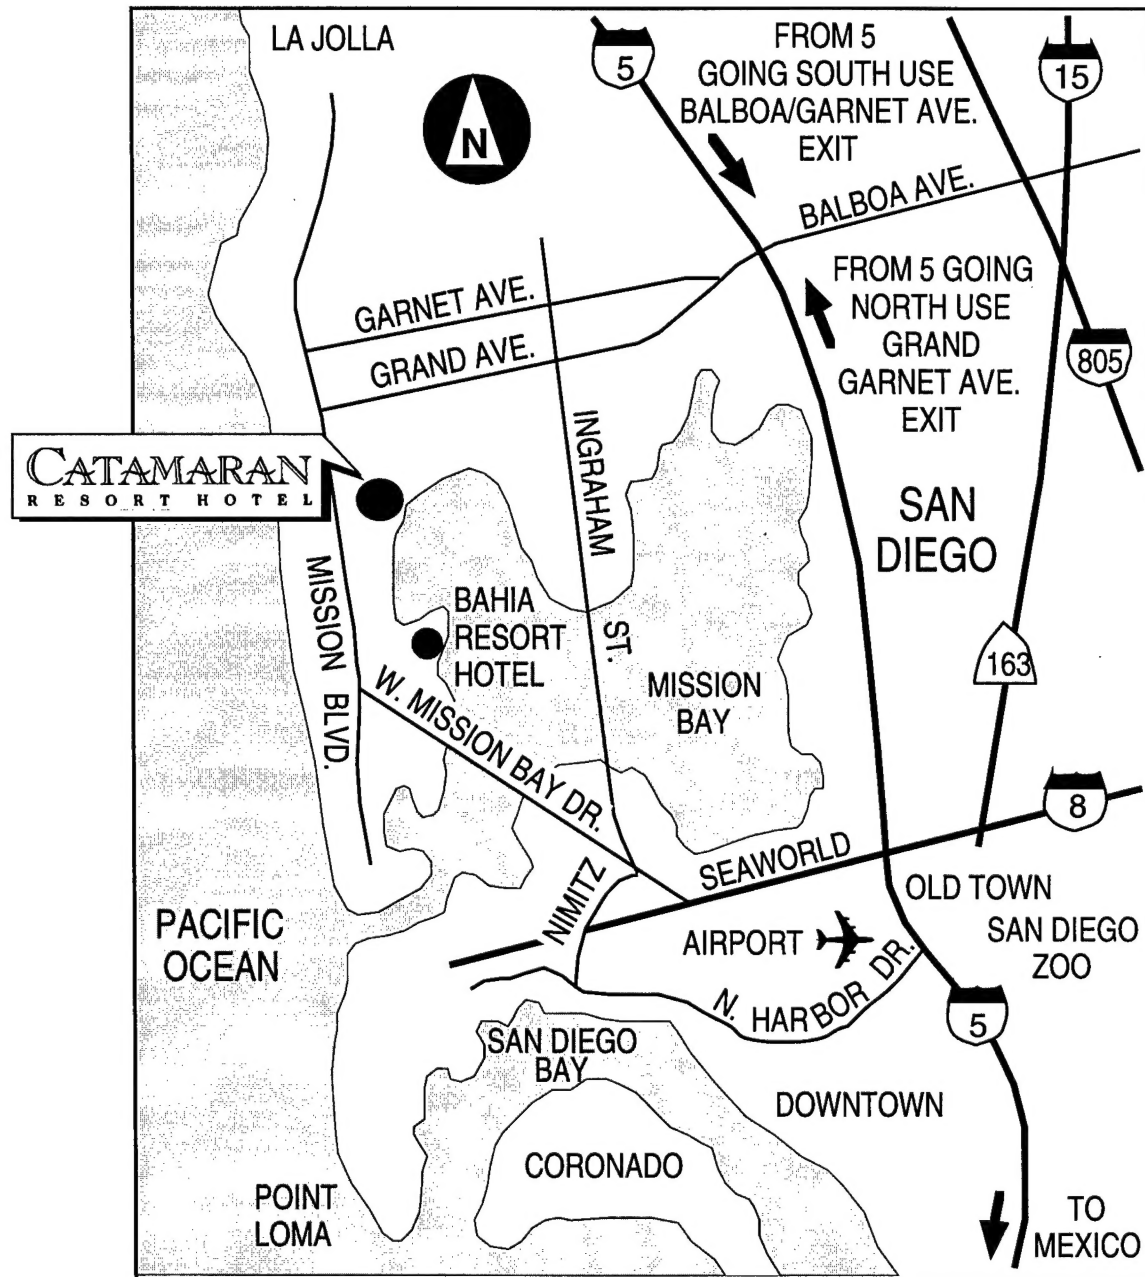 LA JOLLA
N
5
FROM 5
GOING SOUTH USE
BALBOA/GARNET AVE.
EXIT
15
BALBOA AVE.
GARNET AVE.
GRAND AVE.
FROM 5 GOING
NORTH USE
GRAND
GARNET AVE.
EXIT
805
CATAMARAN
RESORT HOTEL
INGRAHAM ST.
SAN
DIEGO
MISSION BLVD.
BAHIA
RESORT
HOTEL
163
MISSION
BAY
W. MISSION BAY DR.
8
SEAWORLD
NIMITZ
OLD TOWN
PACIFIC
OCEAN
AIRPORT
SAN DIEGO
ZOO
N. HARBOR DR.
5
SAN DIEGO
BAY
DOWNTOWN
CORONADO
POINT
LOMA
TO
MEXICO